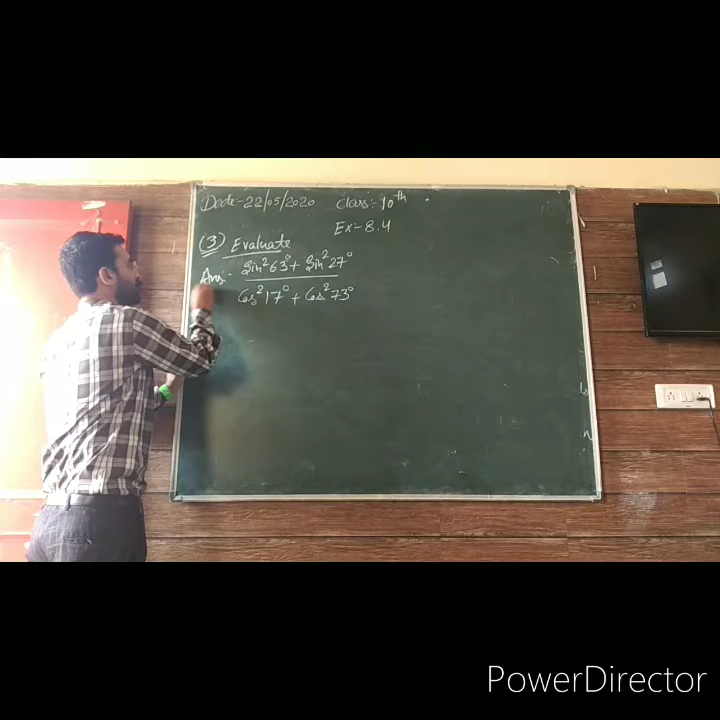 Date:-22/05/2020 Class:-10th
Ex:-8.4
(3) Evaluate
Ans:- Sin²63°+ Sin²27°
Cos²17°+ Cos²73°
PowerDirector